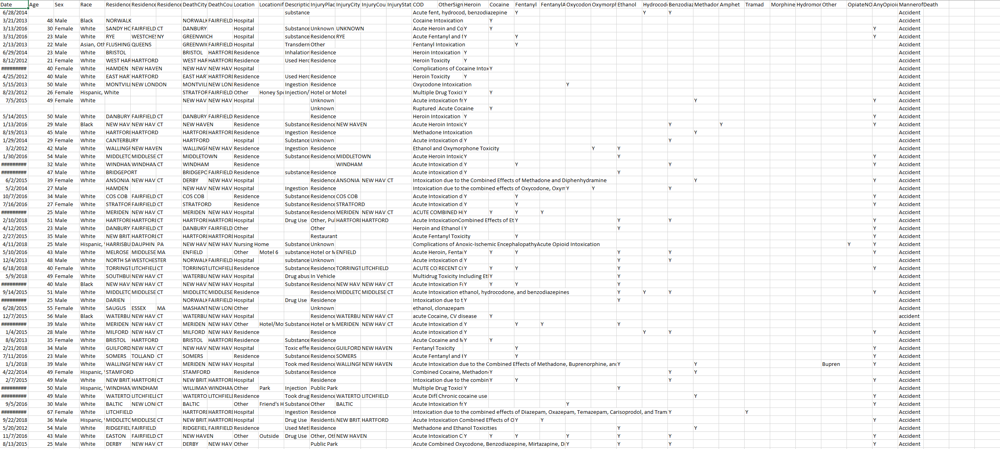 Date Age Sex Race Residence Residence Residence DeathCity DeathCou Location Locationif Descriptic InjuryPlac InjuryCity InjuryCou InjuryStat COD OtherSign Heroin Cocaine Fentanyl FentanylA Oxycodon Oxymorph Ethanol Hydrocod Benzodiaz Methador Amphet Tramad Morphine Hydromor Other OpiateNO AnyOpioid MannerofDeath
6/28/2014 substance Acute fent, hydrocod, benzodiazepine Y Y Y Accident
3/21/2013 48 Male Black NORWALK NORWALK FAIRFIELD Hospital Cocaine Intoxication Y Accident
3/13/2016 30 Female White SANDY HC FAIRFIELD CT DANBURY Hospital Substance Unknown UNKNOWN Acute Heroin and Co Y Y Y Accident
3/31/2016 23 Male White RYE WESTCHES NY GREENWICH Hospital substance Residence RYE Acute Fentanyl and Y Y Y Accident
2/13/2013 22 Male Asian, Oth FLUSHING QUEENS GREENWIC FAIRFIELD Hospital Transderm Other Fentanyl Intoxication Y Accident
6/29/2014 23 Male White BRISTOL BRISTOL HARTFORD Residence Inhalation Residence Heroin Intoxication Y Accident
8/12/2012 21 Female White WEST HAR HARTFORD WEST HAR HARTFORD Residence Used Herc Residence Heroin Toxicity Y Accident
######### 40 Female White HAMDEN NEW HAVEN NEW HAV NEW HAV Hospital Complications of Cocaine Intox Y Accident
4/25/2012 40 Male White EAST HAR HARTFORD EAST HAR HARTFORD Residence Used Herc Residence Heroin Toxicity Y Accident
5/15/2013 50 Male White MONTVILL NEW LONDON MONTVILL NEW LON Residence Ingestion Residence Oxycodone Intoxication Y Accident
8/23/2012 26 Female Hispanic, White STRATFOR FAIRFIELD Other Honey Spo Injection/ Hotel or Motel Multiple Drug Toxici Y Y Accident
7/5/2015 49 Female White NEW HAV NEW HAV Hospital Unknown Acute intoxication fr Y Y Y Accident
Unknown Ruptured Acute Cocaine Y Accident
5/14/2015 50 Male White DANBURY FAIRFIELD CT DANBURY FAIRFIELD Residence Residence Heroin Intoxication Y Y Accident
1/13/2016 29 Male Black NEW HAV NEW HAV CT NEW HAVEN Residence Substance Residence NEW HAVEN Acute Heroin Intoxic Y Y Y Y Accident
8/19/2013 45 Male White HARTFORD HARTFORD HARTFORD HARTFORD Residence Ingestion Residence Methadone Intoxication Y Accident
1/29/2014 29 Female White CANTERBURY HARTFORD Hospital Substance Unknown Acute intoxication d Y Y Accident
3/2/2012 42 Male White WALLINGF NEW HAVEN WALLINGF NEW HAV Residence Ingestion Residence Ethanol and Oxymorphone Toxicity Y Y Accident
1/30/2016 54 Male White MIDDLETC MIDDLESE CT MIDDLETOWN Residence Substance Residence MIDDLETOWN Acute Heroin Intoxic Y Y Y Accident
######### 32 Male White WINDHAM WINDHAM CT WINDHAM Residence WINDHAM Acute Intoxication d Y Y Y Y Accident
######### 47 Male White BRIDGEPORT BRIDGEPO FAIRFIELD Residence substance Residence Acute intoxication d Y Y Accident
6/2/2015 39 Female White ANSONIA NEW HAV CT DERBY NEW HAV Hospital Residence ANSONIA NEW HAV CT Intoxication due to the Combined Effects of Methadone and Diphenhydramine Y Y Accident
5/2/2014 27 Male HAMDEN NEW HAV NEW HAV Hospital Ingestion Residence Intoxication due to the combined effects of Oxycodone, Oxym Y Y Y Accident
10/7/2016 34 Male White COS COB FAIRFIELD CT COS COB Residence Substance Residence COS COB Acute Intoxication d Y Y Y Accident
7/16/2016 27 Female White STRATFOR FAIRFIELD CT STRATFORD Residence Substance Residence STRATFORD Acute Intoxication d Y Y Y Accident
######### 25 Male White MERIDEN NEW HAV CT MERIDEN NEW HAV Hospital Substance Residence MERIDEN NEW HAV CT ACUTE COMBINED H Y Y Y Y Accident
2/10/2018 51 Male White HARTFORD HARTFORD CT HARTFORD HARTFORD Hospital Drug Use Other, Pul HARTFORD HARTFORD Acute IntoxicationCombined Effects of Et Y Y Y Y Accident
4/12/2015 23 Male White DANBURY FAIRFIELD CT DANBURY FAIRFIELD Other Other Heroin and Ethanol I Y Y Y Accident
2/27/2015 35 Male White NEW BRIT HARTFORD CT HARTFORD HARTFORD Hospital Restaurant Acute Fentanyl Toxicity Y Y Accident
4/11/2018 25 Male Hispanic, HARRISBU DAUPHIN PA NEW HAV NEW HAV Nursing Home Substance Unknown Complications of Anoxic-Ischemic EncephalopathyAcute Opioid Intoxication Y Y Accident
5/10/2016 43 Male White MELROSE MIDDLESE MA ENFIELD Other Motel 6 substance Hotel or M ENFIELD Acute Heroin, Fenta Y Y Y Y Y Y Accident
12/4/2013 48 Male White NORTH SA WESTCHESTER NORWALK FAIRFIELD Hospital substance Unknown Acute intoxication d Y Y Y Accident
6/18/2018 40 Female White TORRINGT LITCHFIELD CT TORRINGT LITCHFIEL Residence Substance Residence TORRINGT LITCHFIELD ACUTE CO RECENT CC Y Y Y Y Y Accident
5/9/2018 49 Female White SOUTHBU NEW HAV CT WATERBU NEW HAV Hospital Drug abus In Vehicle Multidrug Toxicity Including Etl Y Y Accident
######### 40 Male Black NEW HAV NEW HAV CT NEW HAV NEW HAV Hospital Substance Residence NEW HAV NEW HAV CT Acute Intoxication Fr Y Y Y Y Accident
9/14/2015 51 Male White MIDDLETC MIDDLESE CT MIDDLETC MIDDLESE Residence Residence MIDDLETC MIDDLESE CT Acute Intoxication ethanol, hydrocodone, and benzodiazepines Y Y Y Y Accident
######### 25 Male White DARIEN NORWALK FAIRFIELD Hospital Drug Use Residence Intoxication due to t Y Y Accident
6/28/2015 55 Female White SAUGUS ESSEX MA MASHANT NEW LON Other Unknown ethanol, clonazepam Accident
12/7/2015 56 Male Black WATERBU NEW HAV CT WATERBU NEW HAV Hospital Residence WATERBU NEW HAV CT acute Cocaine, CV disease Y accident
######### 39 Male White MERIDEN NEW HAV CT MERIDEN NEW HAV Other Hotel/Mo Substance Hotel or M MERIDEN NEW HAV CT Acute Intoxication d Y Y Y Y Accident
1/4/2015 28 Male White MILFORD NEW HAV CT MILFORD NEW HAV Residence Residence Acute intoxication d Y Y Y Y Accident
8/6/2013 35 Female White BRISTOL HARTFORD BRISTOL HARTFORD Residence Substance Residence Acute Cocaine and M Y Y Accident
2/21/2018 34 Male White GUILFORD NEW HAV CT NEW HAV NEW HAV Hospital Toxic effe Residence GUILFORD NEW HAVEN Fentanyl Toxicity Y Y Accident
7/11/2016 23 Male White SOMERS TOLLAND CT SOMERS Residence Substance Residence SOMERS Acute Fentanyl and H Y Y Y Accident
1/1/2018 39 Male White WALLINGF NEW HAV CT MERIDEN NEW HAV Hospital Took med Residence WALLINGF NEW HAVEN Acute Intoxication due to the Combined Effects of Methadone, Buprenorphine, and Y Y Bupren Y Accident
4/22/2014 49 Female Hispanic, STAMFORD STAMFORD Residence Substance Residence Combined Cocaine, Methadon Y Y Y Accident
2/7/2015 49 Male White NEW BRIT HARTFORD CT NEW BRIT HARTFORD Hospital Residence Intoxication due to the combin Y Y Y Y Accident
######### 50 Male Hispanic, WINDHAM WINDHAM WILLIMAN WINDHAM Other Park Injection Public Park Multiple Drug Toxici Y Y Accident
######### 49 Male White WATERTO LITCHFIELD CT WATERTO LITCHFIELD Residence Took drug Residence WATERTO LITCHFIELD Acute Difl Chronic cocaine use Y Y Accident
9/5/2016 30 Male White BALTIC NEW LON CT BALTIC Other Friend's H Substance Other BALTIC Acute Intoxication fr Y Y Y Accident
######### 67 Female White LITCHFIELD HARTFORD HARTFORD Hospital Ingestion Residence Intoxication due to the combined effects of Diazepam, Oxazepam, Temazepam, Carisoprodol, and Tram Y Y Accident
9/22/2018 36 Male Hispanic, MIDDLETC MIDDLESE CT NEW BRIT HARTFORD Hospital Drug Use Residentia NEW BRIT HARTFORD Acute Intoxication Combined Effects of O Y Y Y Accident
5/20/2012 54 Male White RIDGEFIEL FAIRFIELD RIDGEFIEL FAIRFIELD Residence Used Met Residence Methadone and Ethanol Toxicities Y Y Accident
11/7/2016 43 Male White EASTON FAIRFIELD CT NEW HAVEN Other Outside Drug Use Other, Oth NEW HAVEN Acute Intoxication C Y Y Y Y Y Y Y Accident
8/13/2015 25 Male White DERBY NEW HAV CT DERBY NEW HAV Other Public Park Acute Combined Oxycodone, Benzodiazepine, Mirtazapine, Di Y Y Y Y Accident